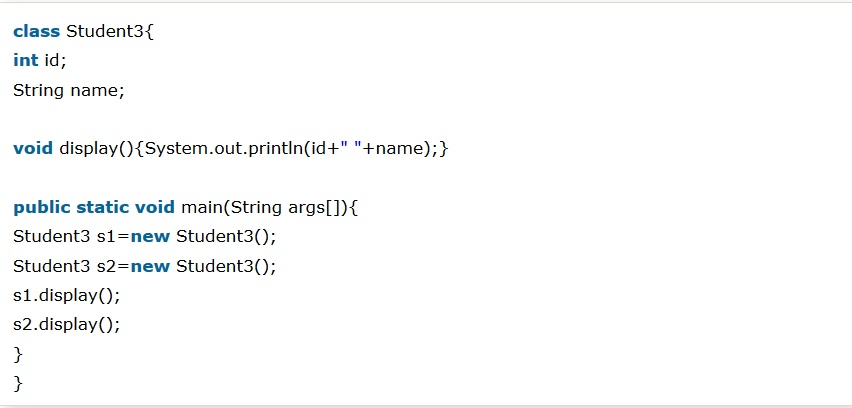 class Student3{
int id;
String name;
void display(){System.out.println(id+" "+name);}
public static void main(String args[]){
Student3 s1=new Student3();
Student3 s2=new Student3();
s1.display();
s2.display();
}
}